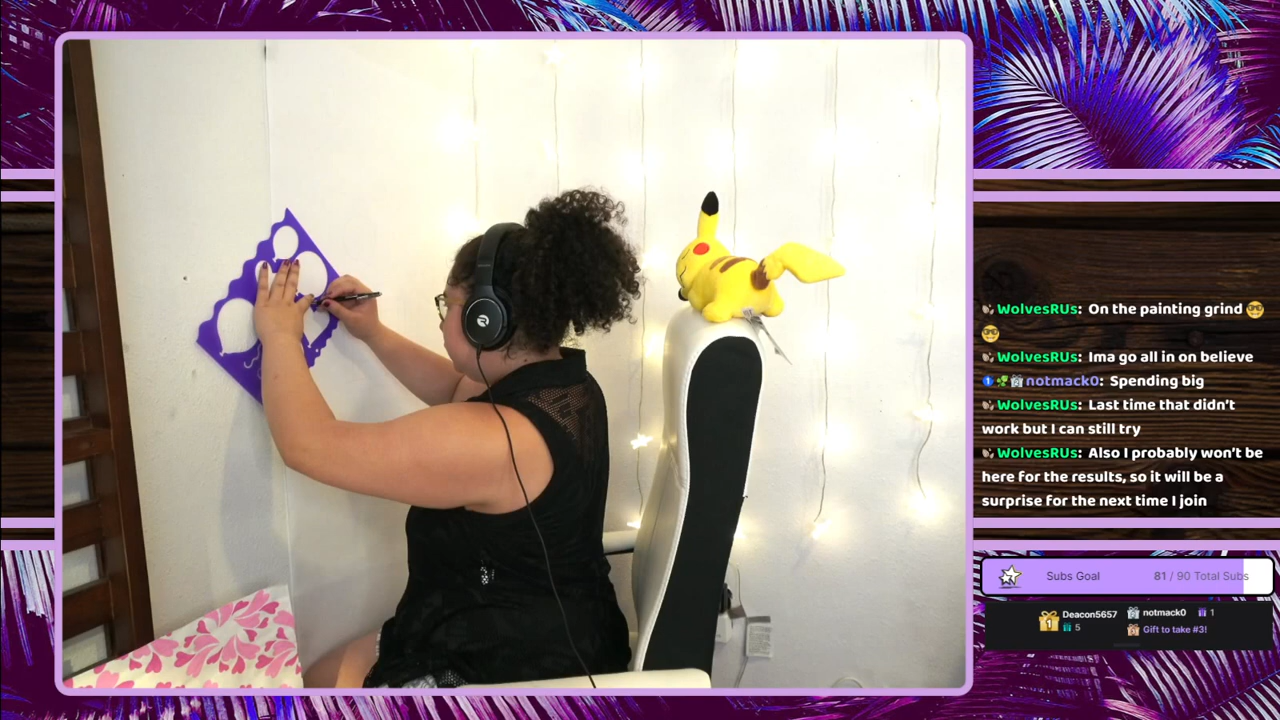 WolvesRUs: On the painting grind
WolvesRUs: Ima go all in on believe
notmack0: Spending big
WolvesRUs: Last time that didn't
work but I can still try
WolvesRUs: Also I probably won't be
here for the results, so it will be a
surprise for the next time I join
Subs Goal 81 / 90 Total Subs
Deacon5657
5
notmack0 1
Gift to take #3!